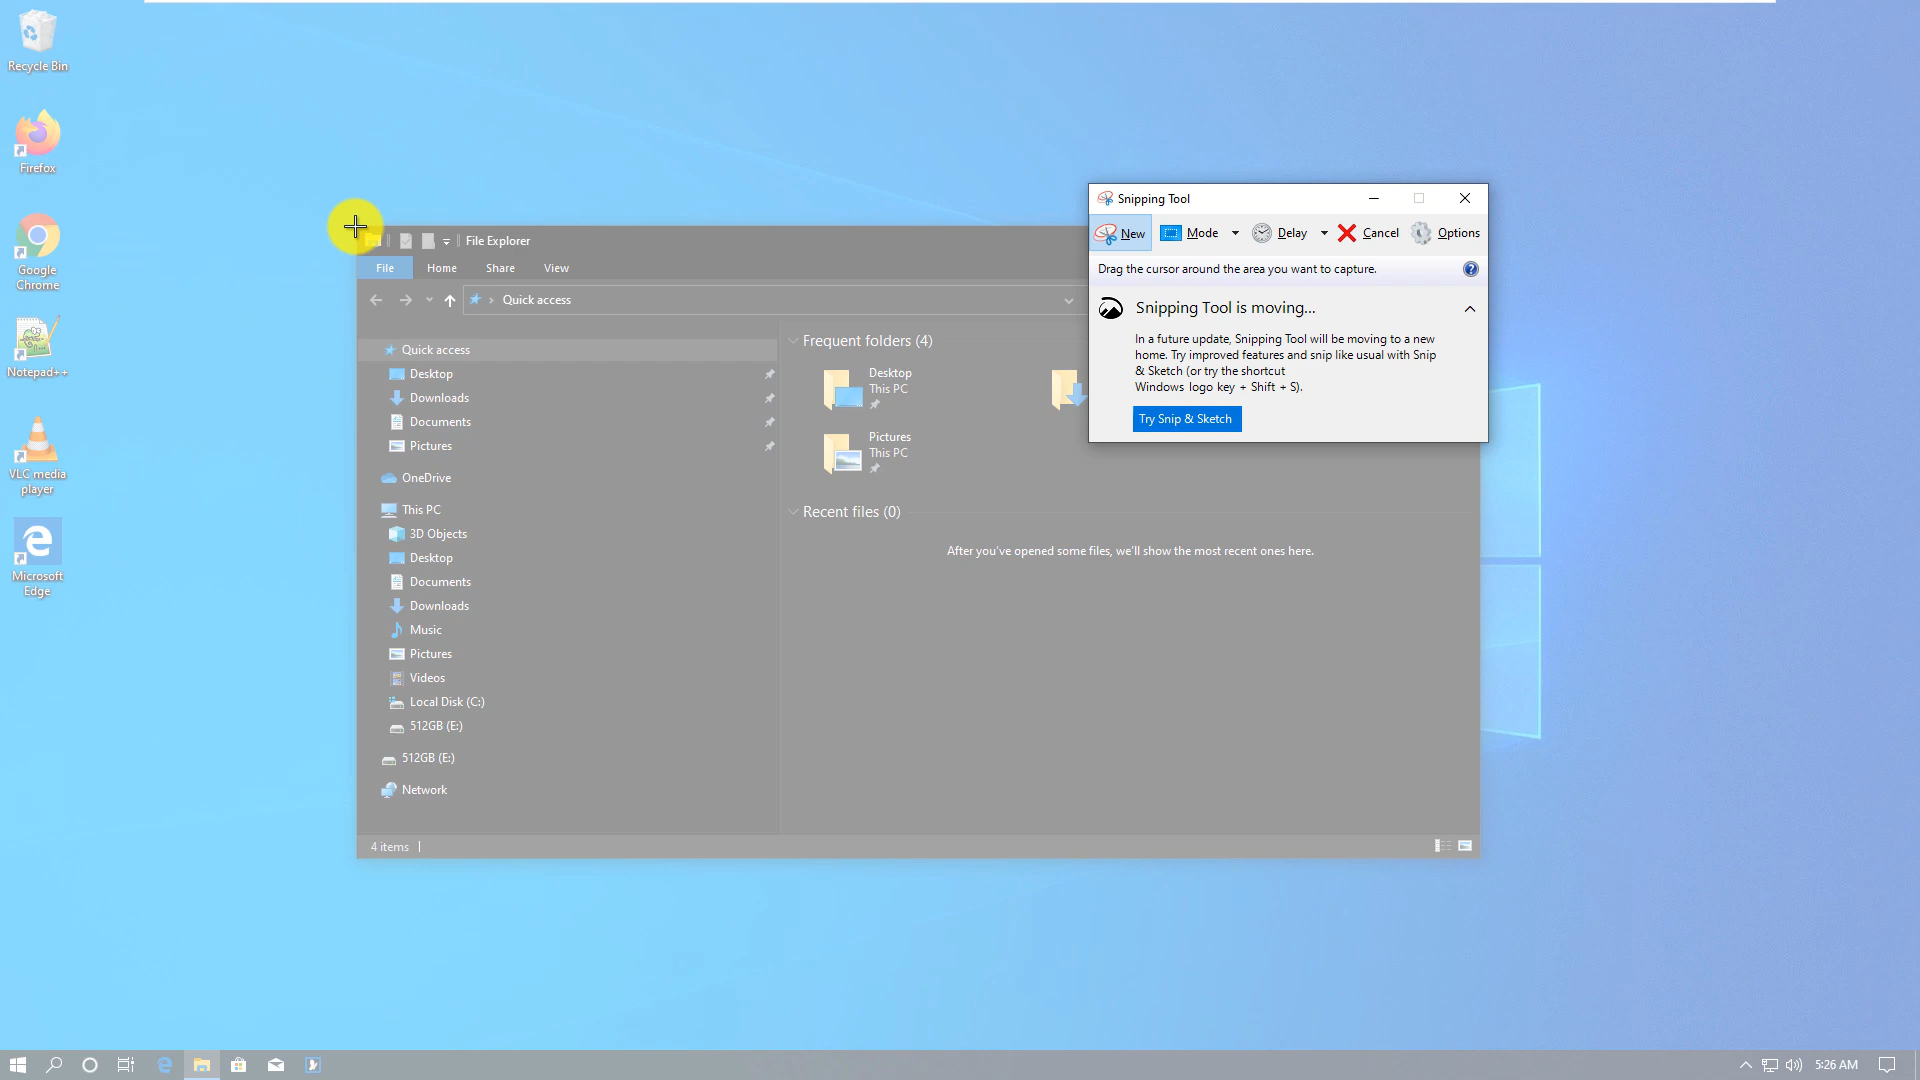 Recycle Bin
Firefox
Google
Chrome
Notepad++
VLC media
player
Microsoft
Edge
File Explorer
File Home Share View
Quick access
Quick access
Desktop
Downloads
Documents
Pictures
OneDrive
This PC
3D Objects
Desktop
Documents
Downloads
Music
Pictures
Videos
Local Disk (C:)
512GB (E:)
512GB (E:)
Network
Frequent folders (4)
Desktop
This PC
Pictures
This PC
Recent files (0)
After you've opened some files, we'll show the most recent ones here.
4 items
Snipping Tool
New Mode Delay Cancel Options
Drag the cursor around the area you want to capture.
Snipping Tool is moving...
In a future update, Snipping Tool will be moving to a new
home. Try improved features and snip like usual with Snip
& Sketch (or try the shortcut
Windows logo key + Shift + S).
Try Snip & Sketch
5:26 AM